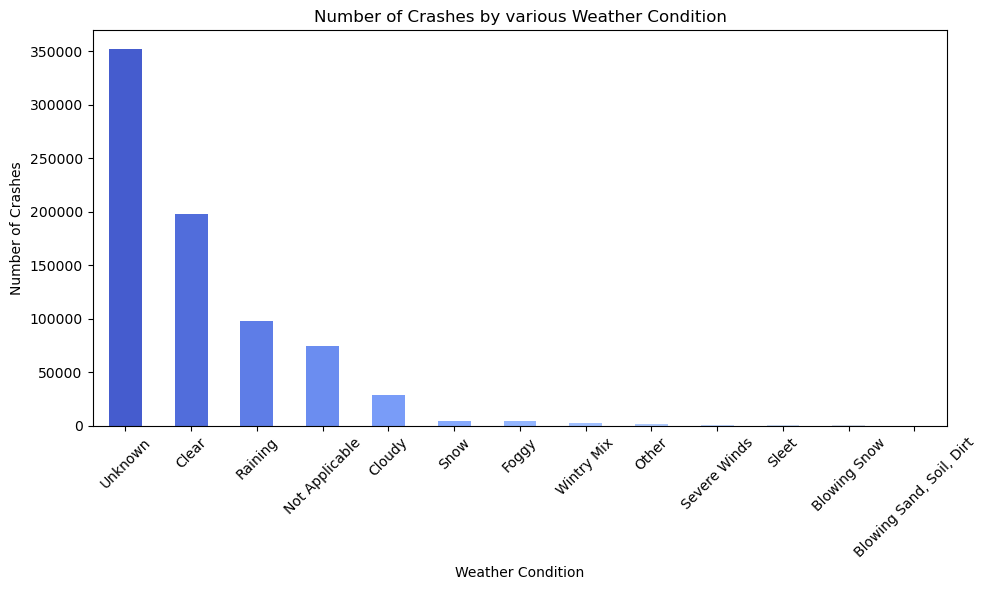 Number of Crashes by various Weather Condition
Number of Crashes
350000
300000
250000
200000
150000
100000
50000
0
Unknown
Clear
Raining
Not Applicable
Cloudy
Snow
Foggy
Wintry Mix
Other
Severe Winds
Sleet
Blowing Snow
Blowing Sand, Soil, Dirt
Weather Condition